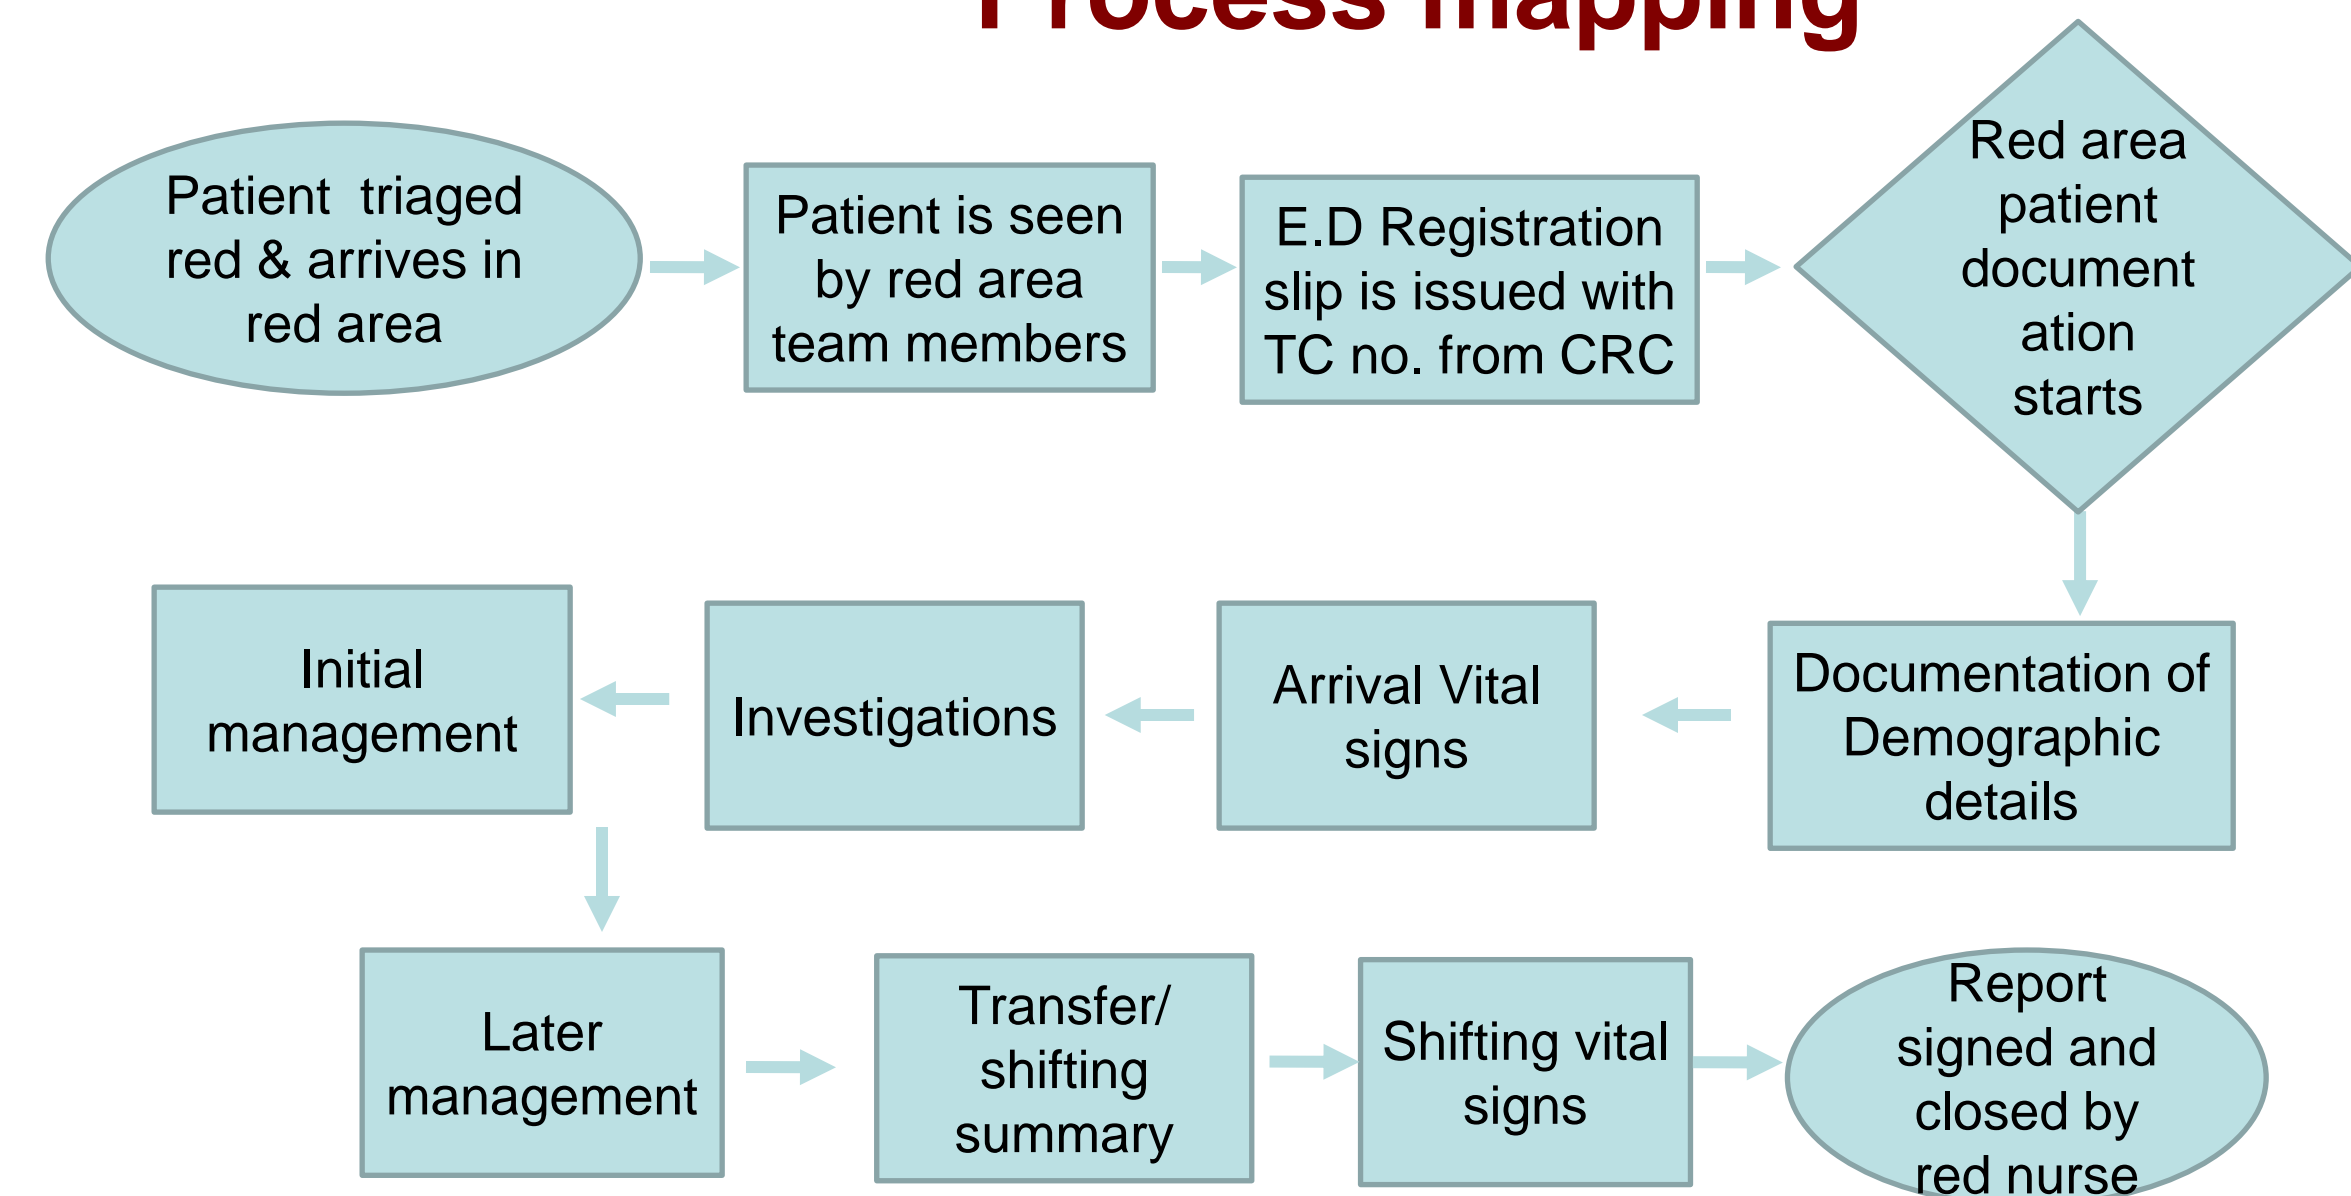 Process mapping
Patient triaged
red & arrives in
red area
Patient is seen
by red area
team members
E.D Registration
slip is issued with
TC no. from CRC
Red area
patient
document
ation
starts
Documentation of
Demographic
details
Arrival Vital
signs
Investigations
Initial
management
Later
management
Transfer/
shifting
summary
Shifting vital
signs
Report
signed and
closed by
red nurse